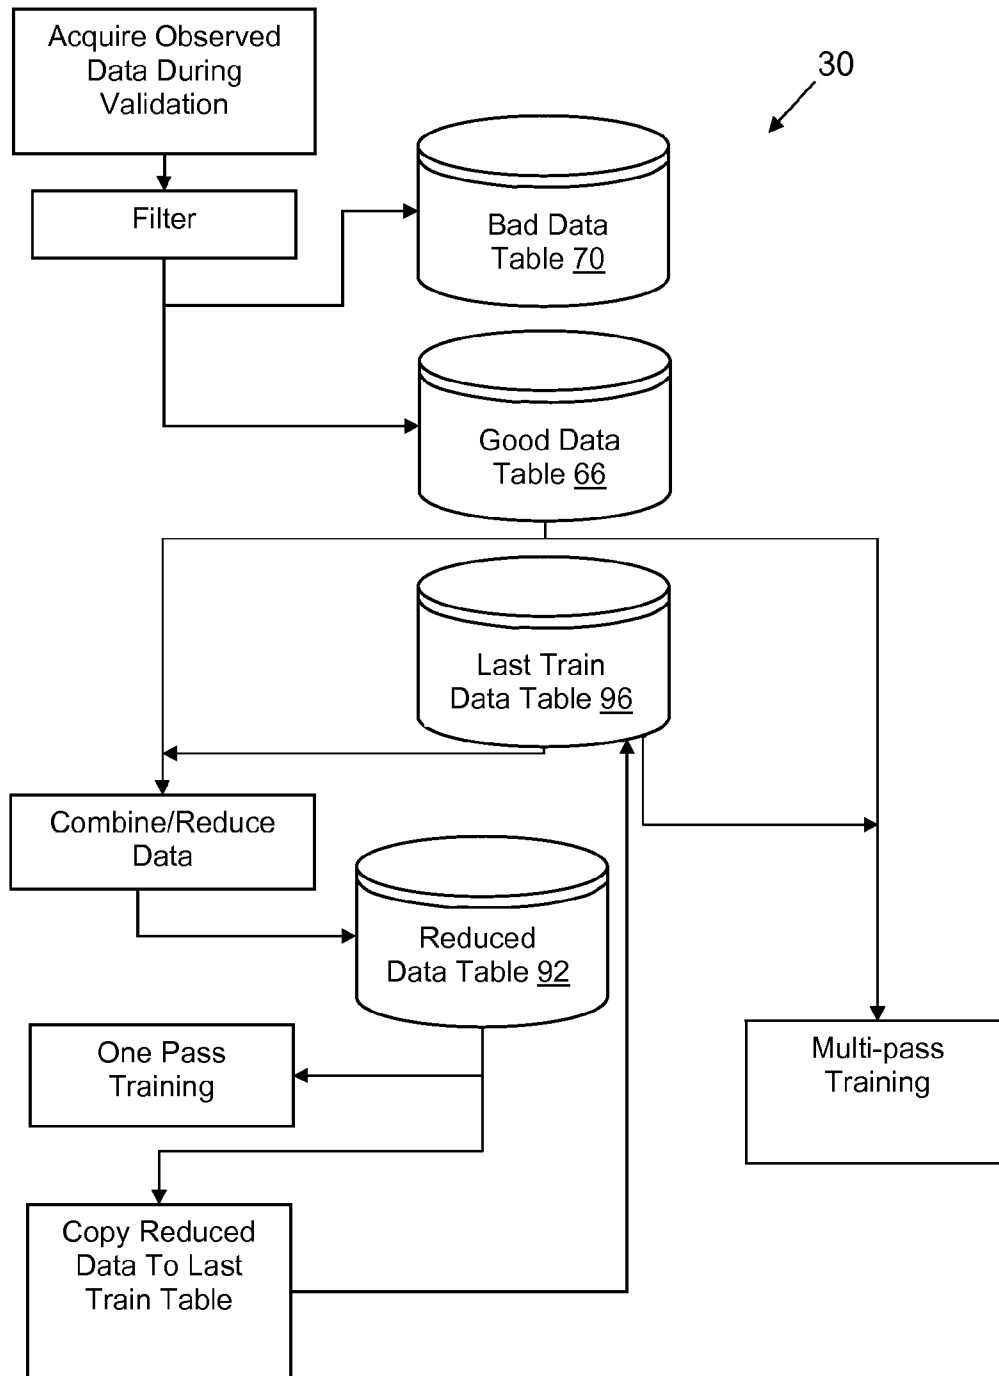 Acquire Observed
Data During
Validation
30
Filter
Bad Data
Table 70
Good Data
Table 66
Last Train
Data Table 96
Combine/Reduce
Data
Reduced
Data Table 92
One Pass
Training
Multi-pass
Training
Copy Reduced
Data To Last
Train Table